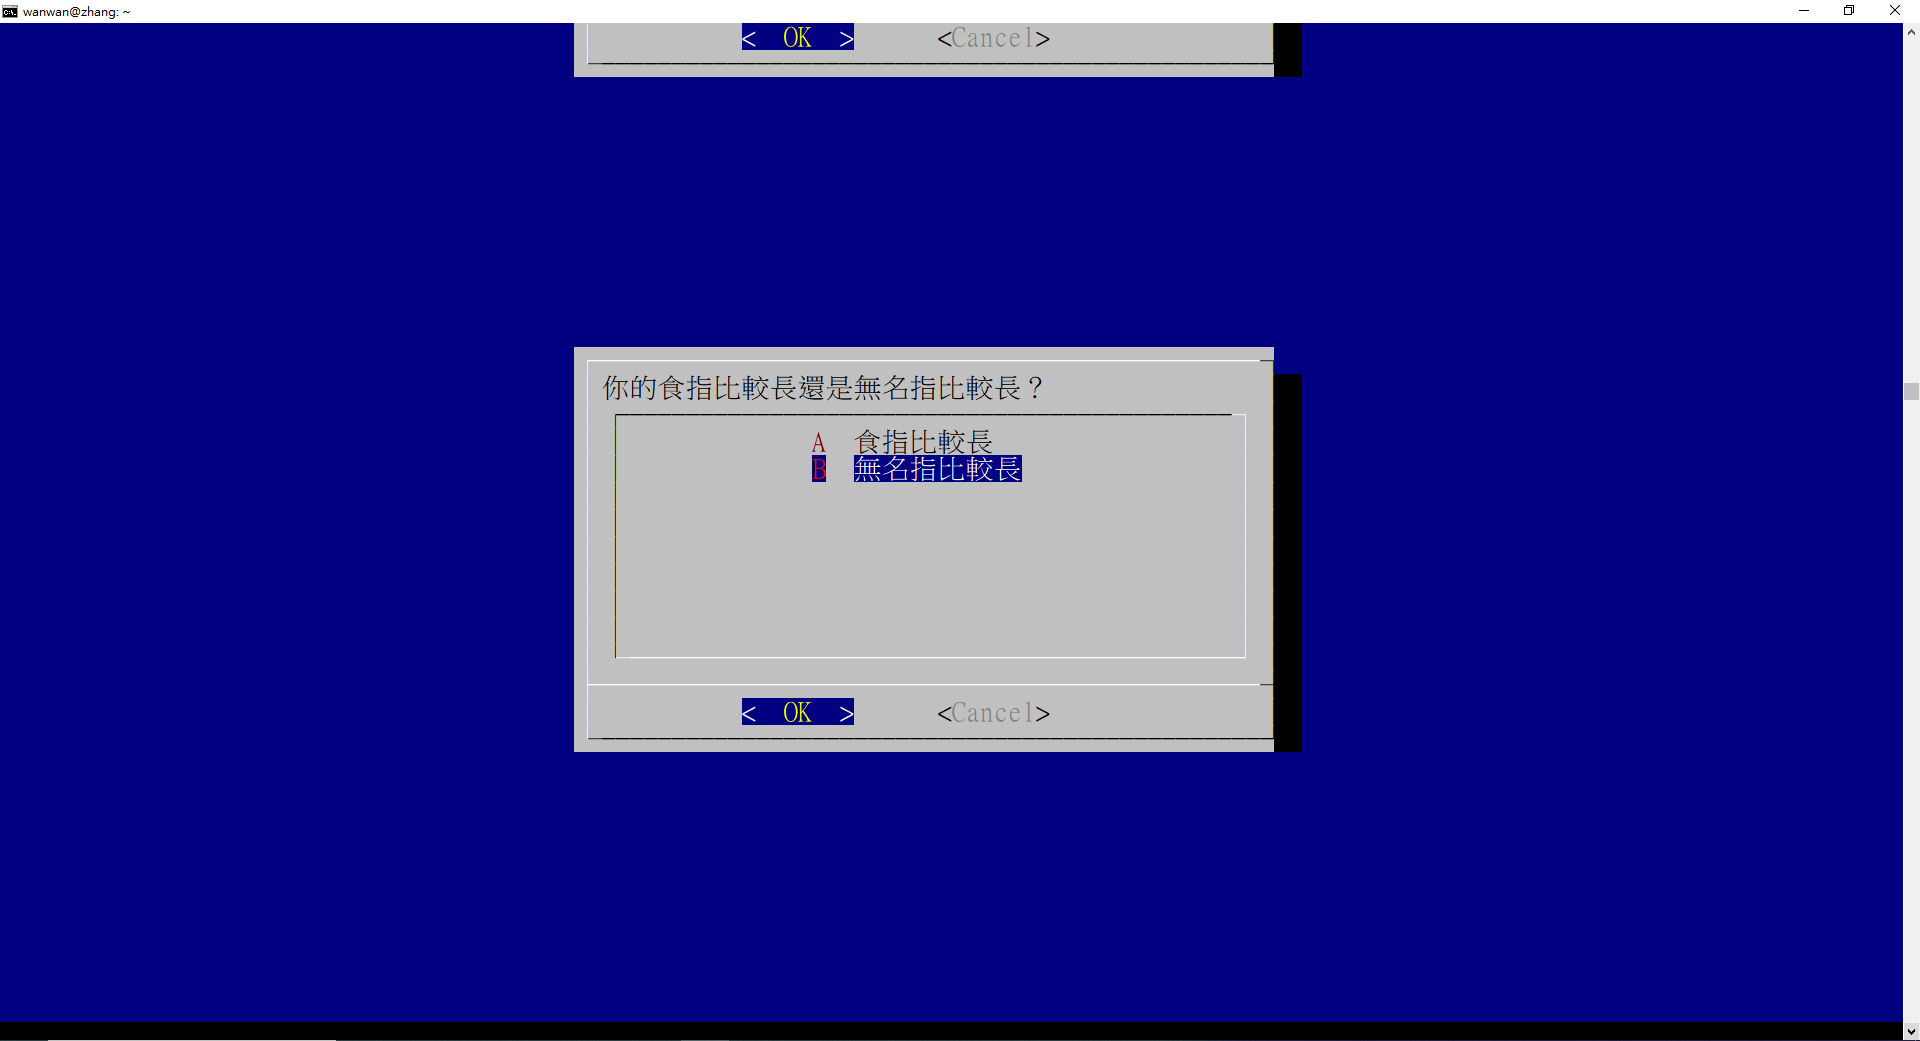 wanwan@zhang: ~
< OK > <Cancel>
你的食指比較長還是無名指比較長？
A 食指比較長
B 無名指比較長
< OK > <Cancel>